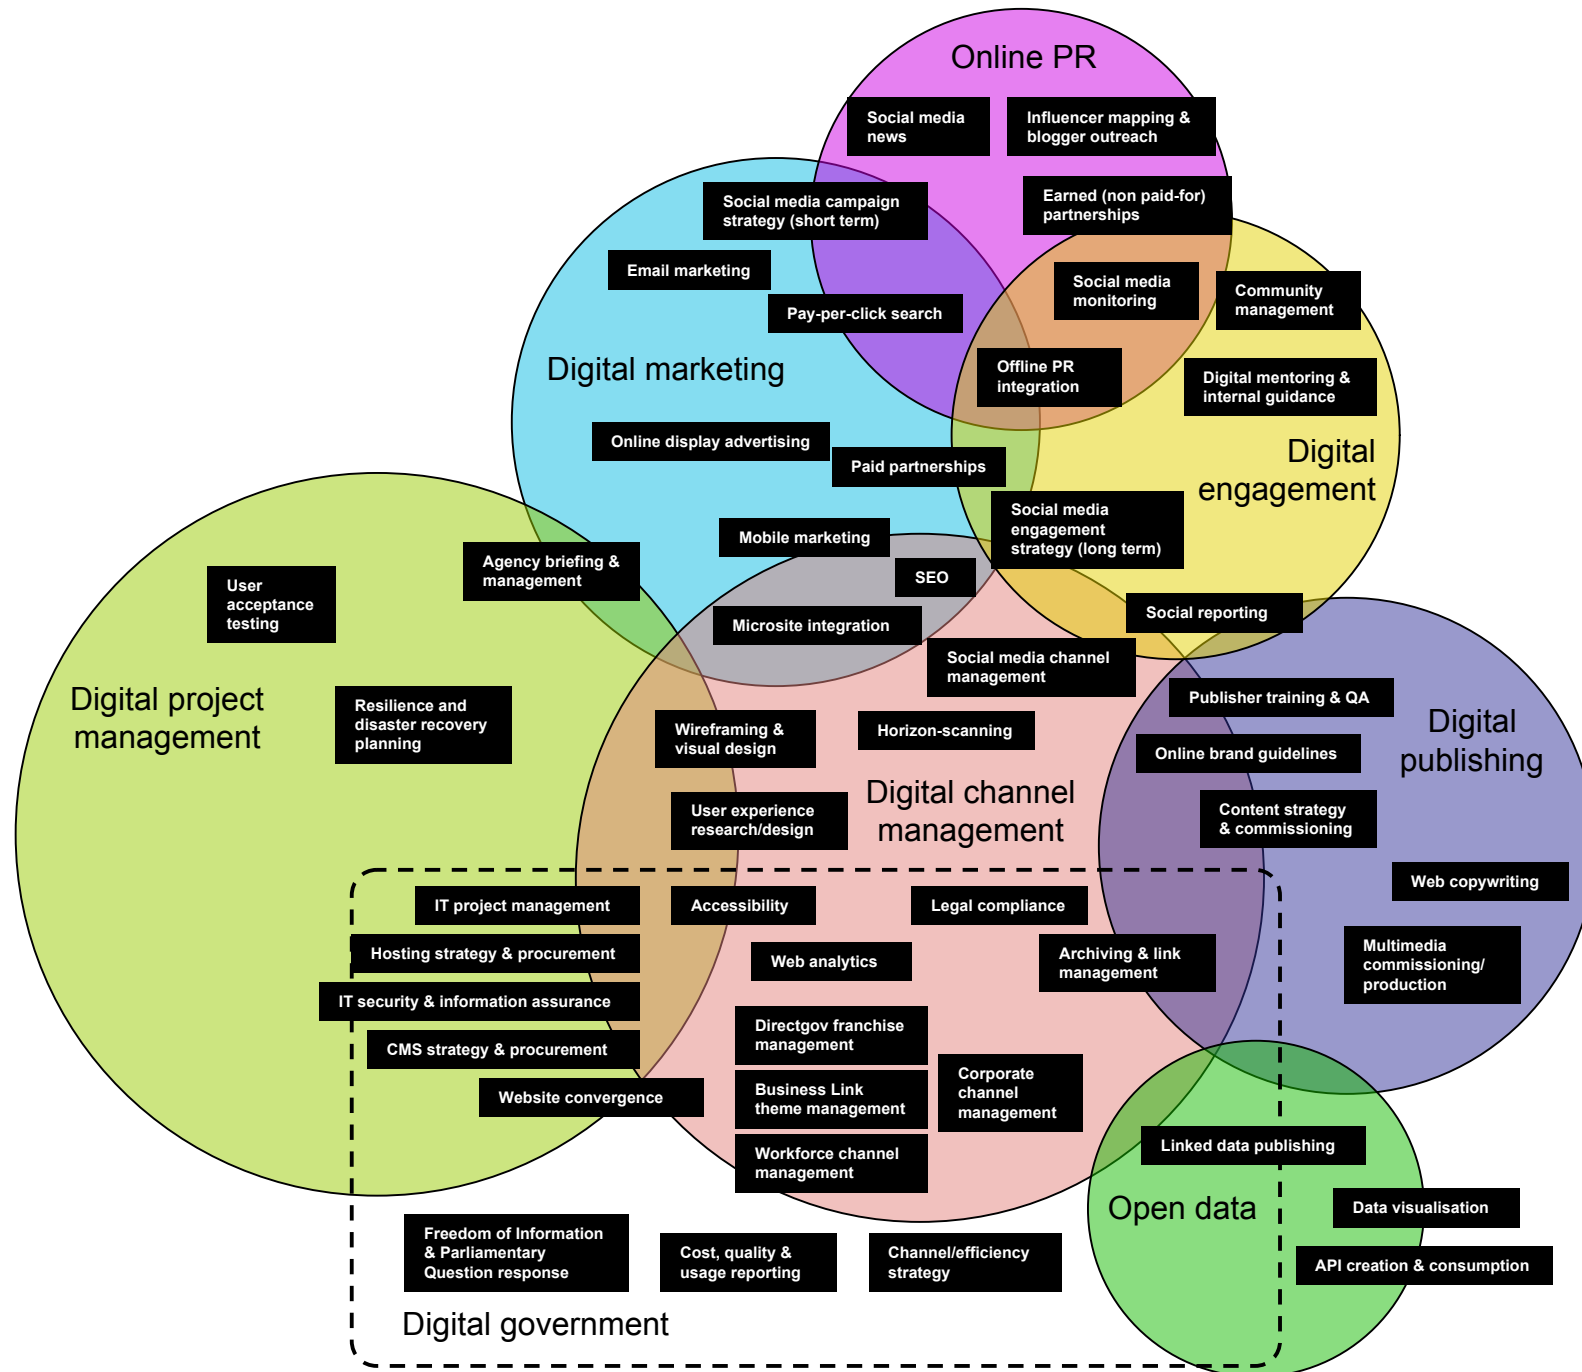 Online PR
Social media
news
Influencer mapping &
blogger outreach
Social media campaign
strategy (short term)
Earned (non paid-for)
partnerships
Email marketing
Social media
monitoring
Community
management
Pay-per-click search
Digital marketing
Offline PR
integration
Digital mentoring &
internal guidance
Online display advertising
Paid partnerships
Digital
engagement
Social media
engagement
strategy (long term)
Mobile marketing
Agency briefing &
management
SEO
User
acceptance
testing
Microsite integration
Social reporting
Social media channel
management
Digital project
management
Resilience and
disaster recovery
planning
Publisher training & QA
Wireframing &
visual design
Horizon-scanning
Digital
publishing
Online brand guidelines
Digital channel
management
User experience
research/design
Content strategy
& commissioning
Web copywriting
IT project management
Accessibility
Legal compliance
Hosting strategy & procurement
Web analytics
Archiving & link
management
Multimedia
commissioning/
production
IT security & information assurance
Directgov franchise
management
CMS strategy & procurement
Corporate
channel
management
Website convergence
Business Link
theme management
Workforce channel
management
Linked data publishing
Open data
Data visualisation
Freedom of Information
& Parliamentary
Question response
Cost, quality &
usage reporting
Channel/efficiency
strategy
API creation & consumption
Digital government